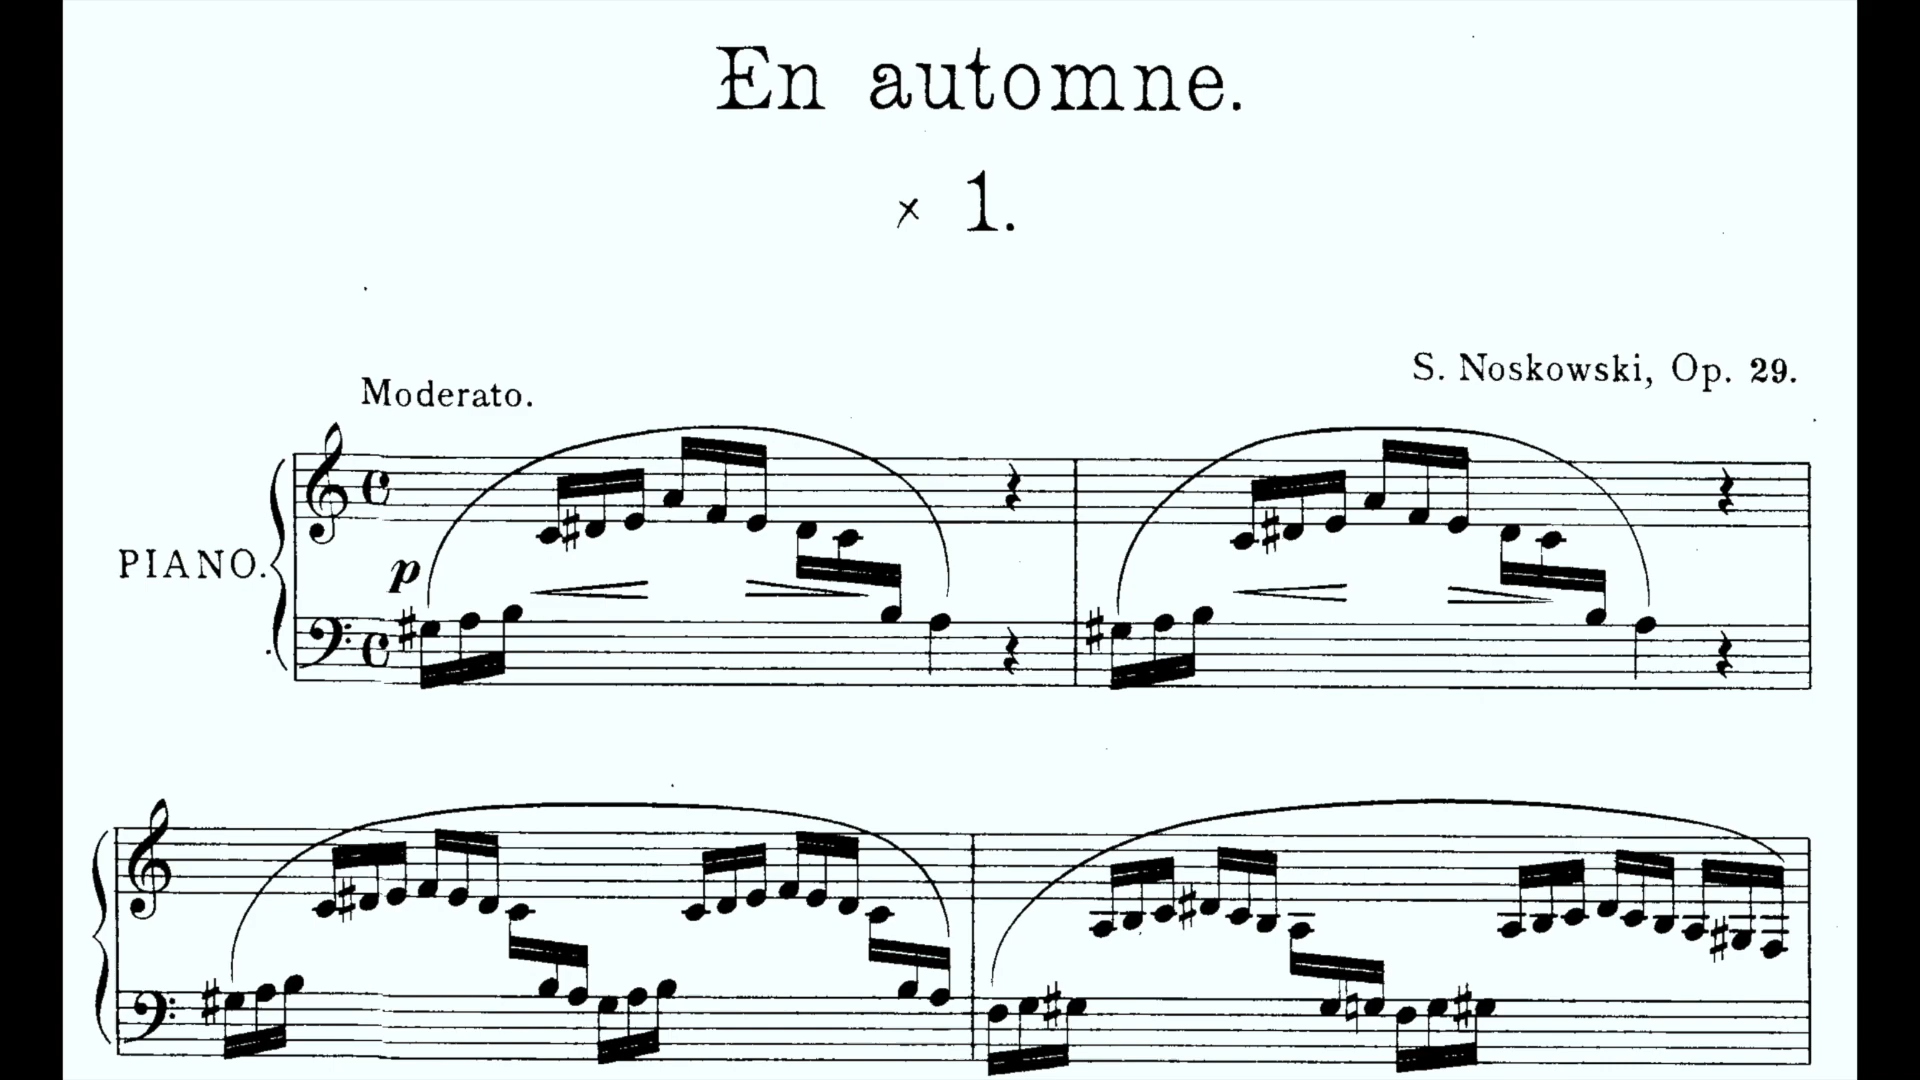 En automne.
× 1.
S. Noskowski, Op. 29.
Moderato.
PIANO.
p